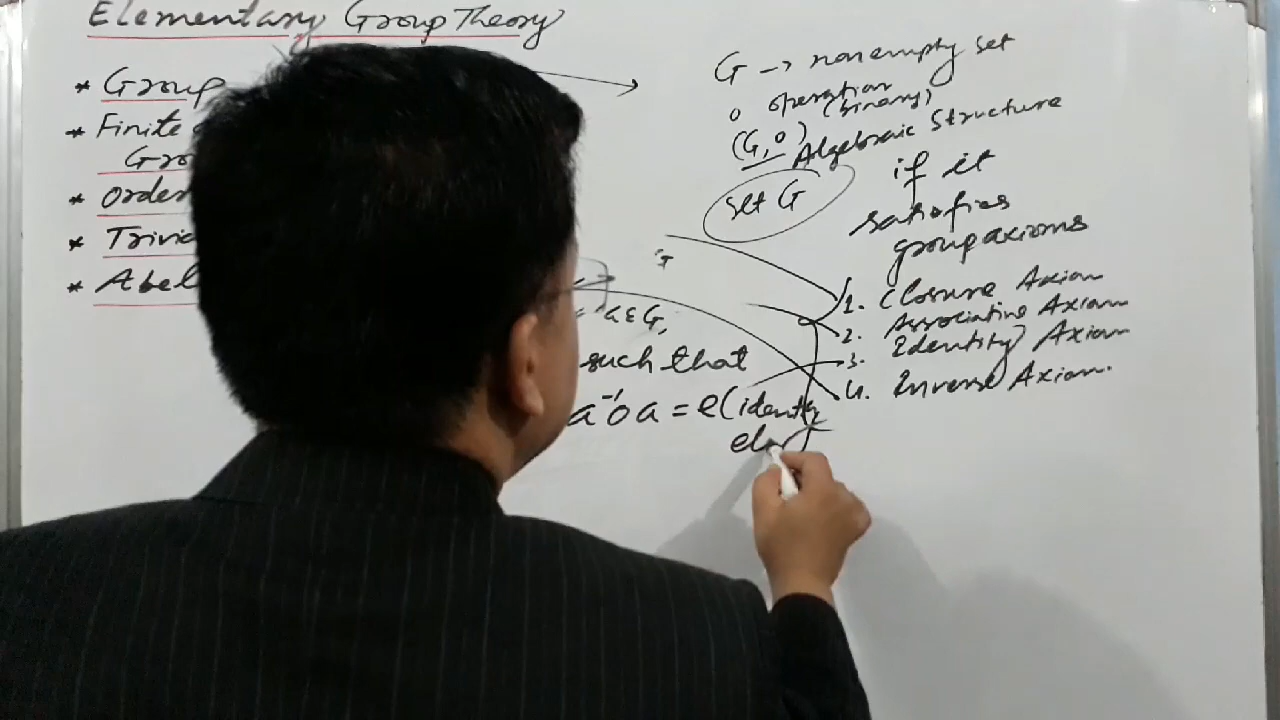 Elementary Group Theory
* Group
* Finite
Gro
* Order
* Trivia
* Abel
G → nonempty set
o operation
(binary)
(G, o) Algebraic Structure
set G if it
satisfies
group axioms
1. Closure Axiom
2. Associative Axiom
3. Identity Axiom
4. Inverse Axiom.
G
a ∈ G,
such that
a⁻¹ o a = e (identity
ele